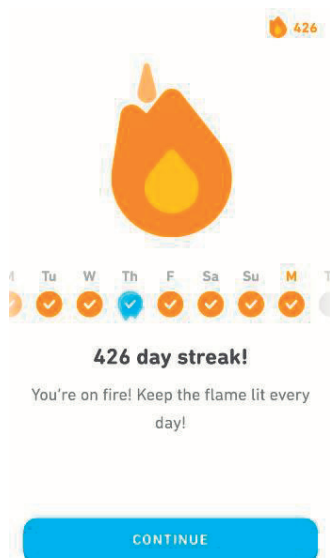 426
M Tu W Th F Sa Su M T
426 day streak!
You're on fire! Keep the flame lit every
day!
CONTINUE